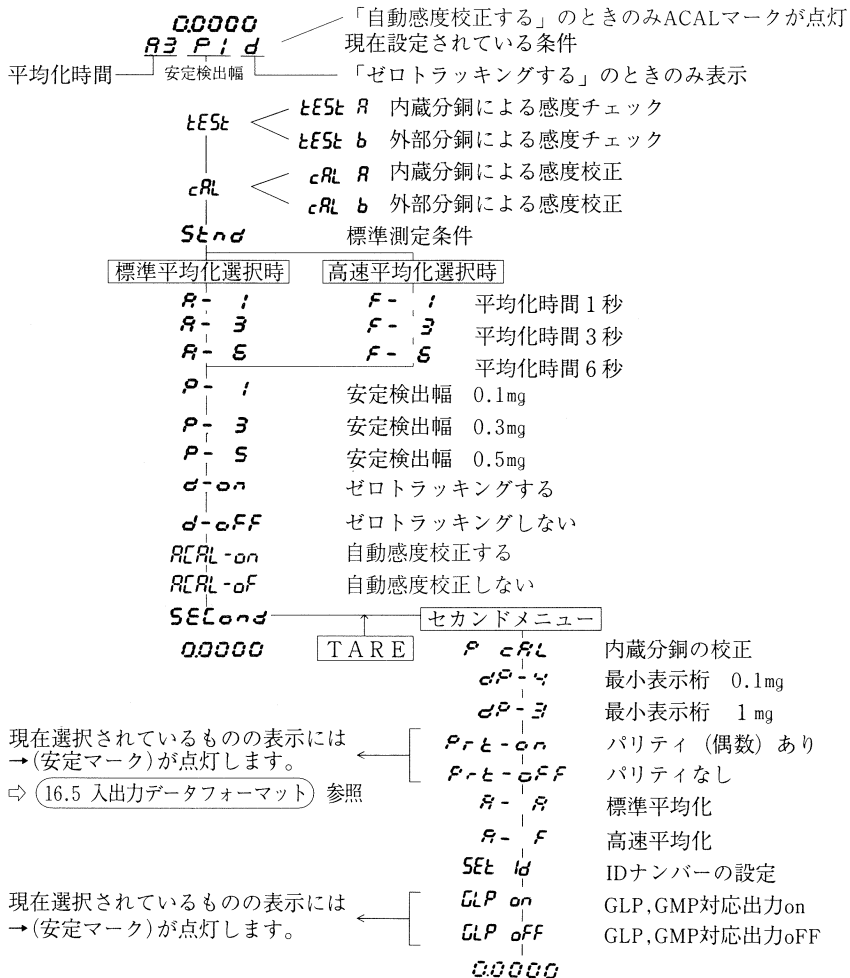 0.0000 「自動感度校正する」のときのみACALマークが点灯
A3 P1 d 現在設定されている条件
平均化時間 安定検出幅 「ゼロトラッキングする」のときのみ表示
tESt
tESt A 内蔵分銅による感度チェック
tESt b 外部分銅による感度チェック
cAL
cAL A 内蔵分銅による感度校正
cAL b 外部分銅による感度校正
Stnd 標準測定条件
標準平均化選択時 高速平均化選択時
A- 1 F- 1 平均化時間1秒
A- 3 F- 3 平均化時間3秒
A- 6 F- 6 平均化時間6秒
P- 1 安定検出幅 0.1mg
P- 3 安定検出幅 0.3mg
P- 5 安定検出幅 0.5mg
d-on ゼロトラッキングする
d-oFF ゼロトラッキングしない
ACAL-on 自動感度校正する
ACAL-oF 自動感度校正しない
SECond セカンドメニュー
0.0000 TARE
P cAL 内蔵分銅の校正
dP-4 最小表示桁 0.1mg
dP-3 最小表示桁 1mg
現在選択されているものの表示には
→(安定マーク)が点灯します。
⇨ 16.5 入出力データフォーマット 参照
Prt-on パリティ(偶数)あり
Prt-oFF パリティなし
A- A 標準平均化
A- F 高速平均化
SEt Id IDナンバーの設定
現在選択されているものの表示には
→(安定マーク)が点灯します。
GLP on GLP,GMP対応出力on
GLP oFF GLP,GMP対応出力oFF
0.0000